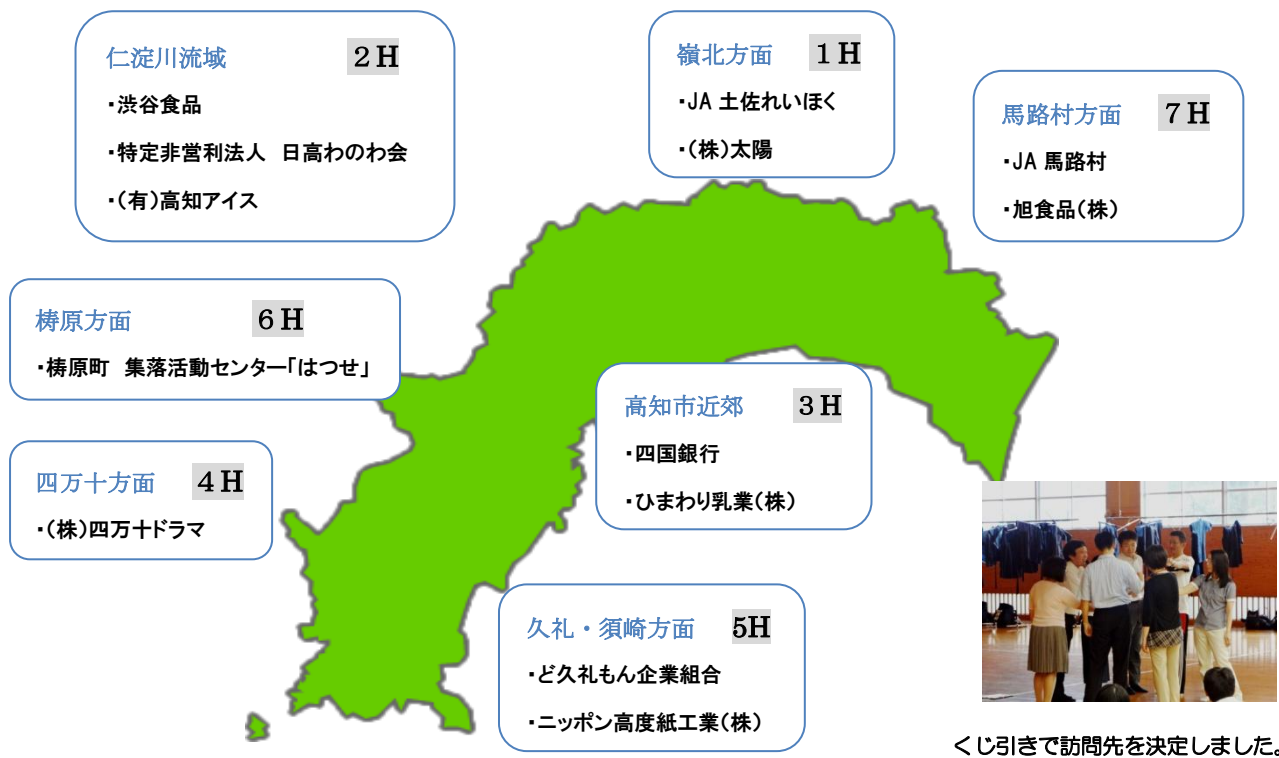 仁淀川流域　2H
・渋谷食品
・特定非営利法人　日高わのわ会
・(有)高知アイス
嶺北方面　1H
・JA 土佐れいほく
・(株)太陽
馬路村方面　7H
・JA 馬路村
・旭食品(株)
梼原方面　6H
・梼原町　集落活動センター「はつせ」
高知市近郊　3H
・四国銀行
・ひまわり乳業(株)
四万十方面　4H
・(株)四万十ドラマ
久礼・須崎方面　5H
・ど久礼もん企業組合
・ニッポン高度紙工業(株)
くじ引きで訪問先を決定しました。